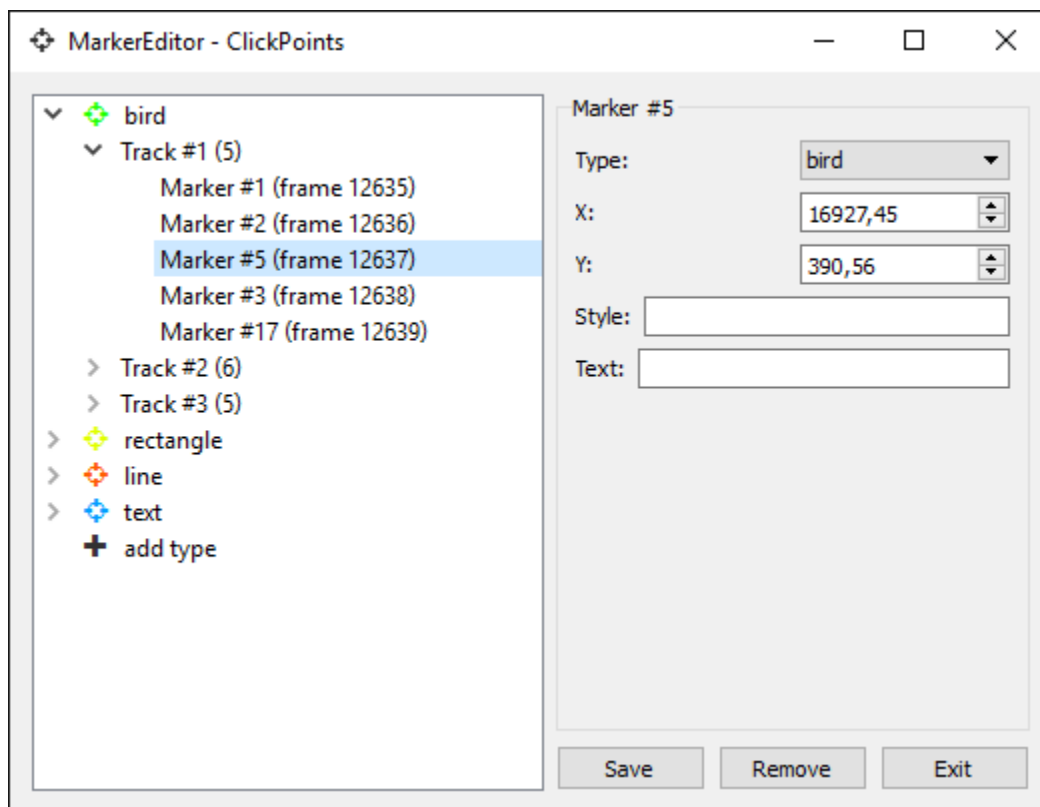 MarkerEditor - ClickPoints
bird
Track #1 (5)
Marker #1 (frame 12635)
Marker #2 (frame 12636)
Marker #5 (frame 12637)
Marker #3 (frame 12638)
Marker #17 (frame 12639)
Track #2 (6)
Track #3 (5)
rectangle
line
text
add type
Marker #5
Type: bird
X: 16927,45
Y: 390,56
Style:
Text:
Save Remove Exit